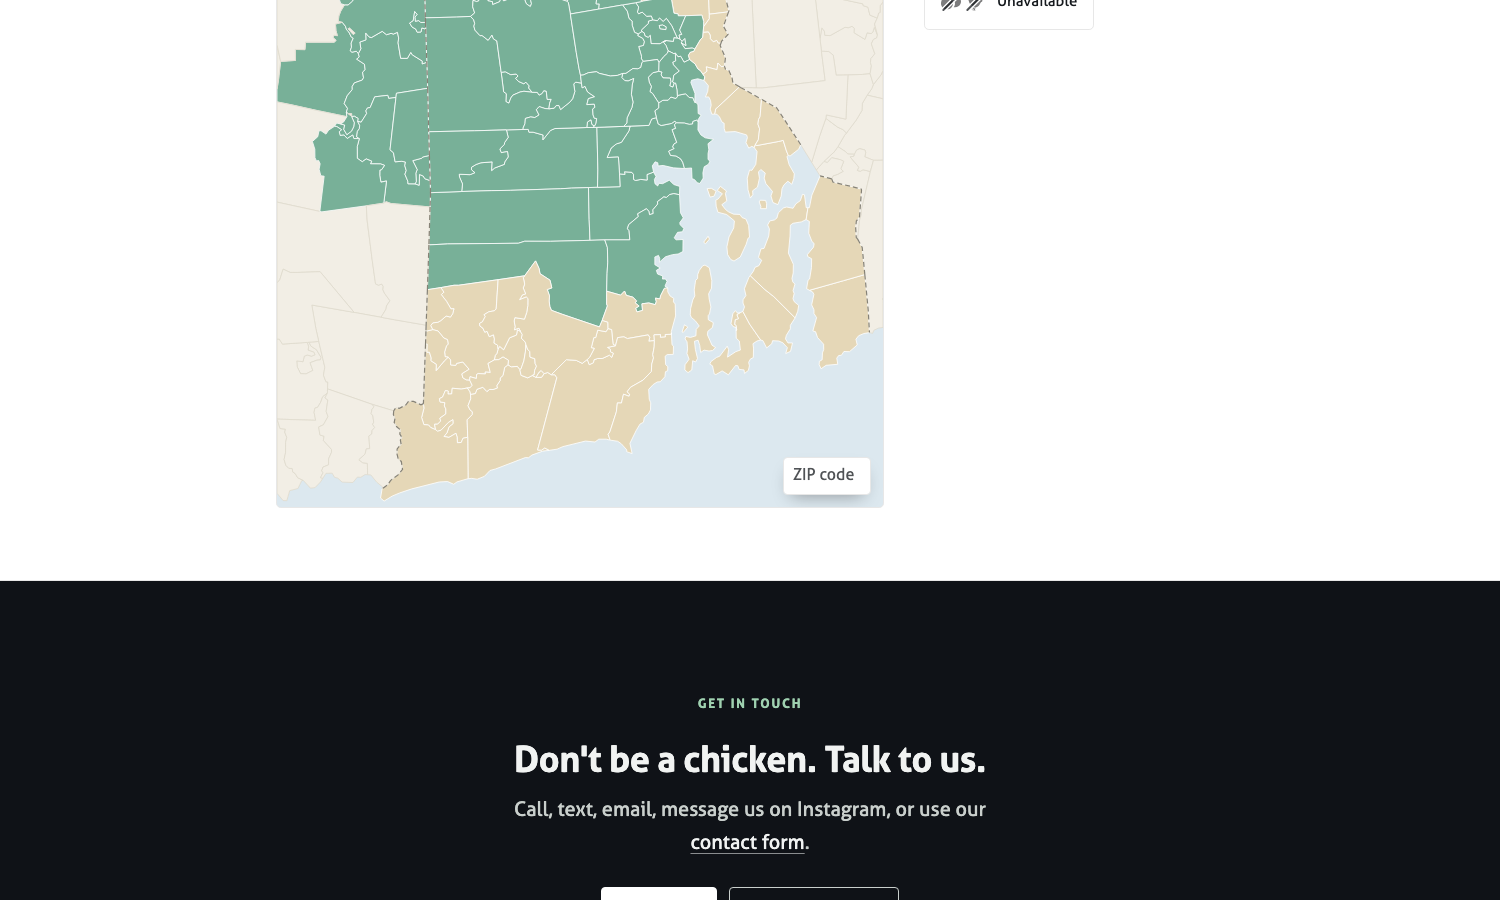 Unavailable
ZIP code
GET IN TOUCH
Don't be a chicken. Talk to us.
Call, text, email, message us on Instagram, or use our
contact form.